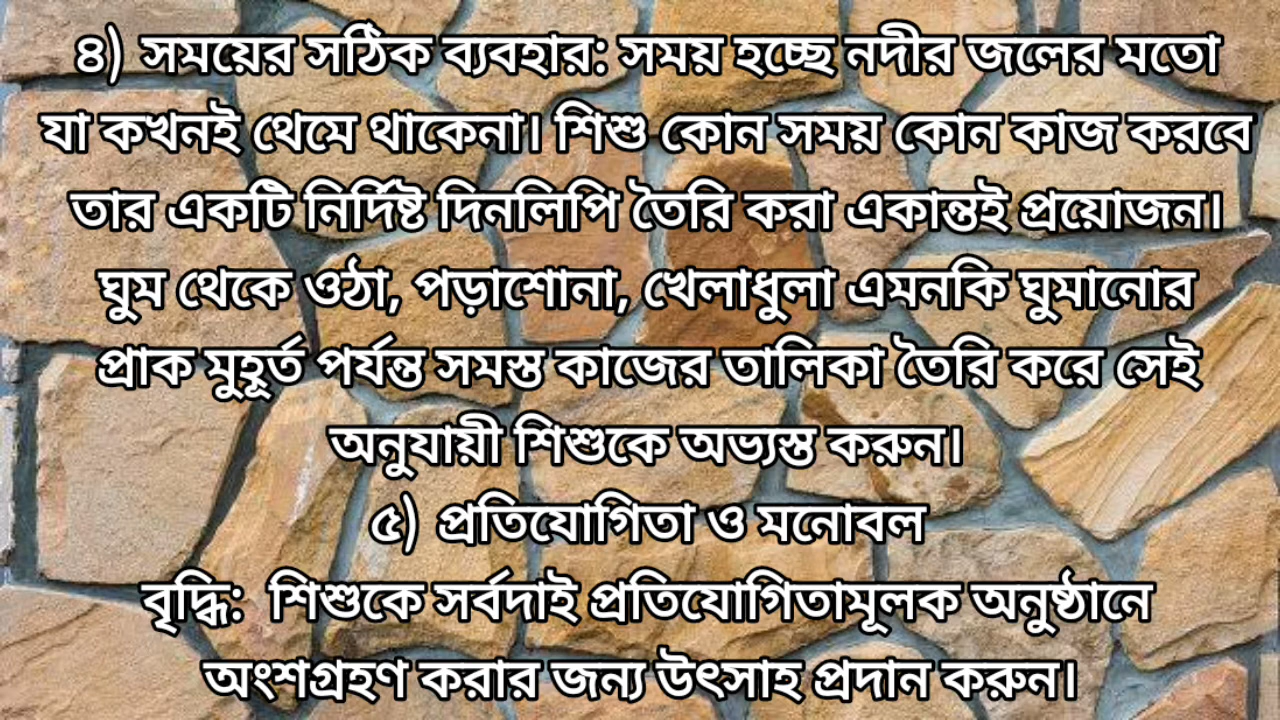 ৪) সময়ের সঠিক ব্যবহার: সময় হচ্ছে নদীর জলের মতো
যা কখনই থেমে থাকেনা। শিশু কোন সময় কোন কাজ করবে
তার একটি নির্দিষ্ট দিনলিপি তৈরি করা একান্তই প্রয়োজন।
ঘুম থেকে ওঠা, পড়াশোনা, খেলাধুলা এমনকি ঘুমানোর
প্রাক মুহূর্ত পর্যন্ত সমস্ত কাজের তালিকা তৈরি করে সেই
অনুযায়ী শিশুকে অভ্যস্ত করুন।
৫) প্রতিযোগিতা ও মনোবল
বৃদ্ধি: শিশুকে সর্বদাই প্রতিযোগিতামূলক অনুষ্ঠানে
অংশগ্রহণ করার জন্য উৎসাহ প্রদান করুন।